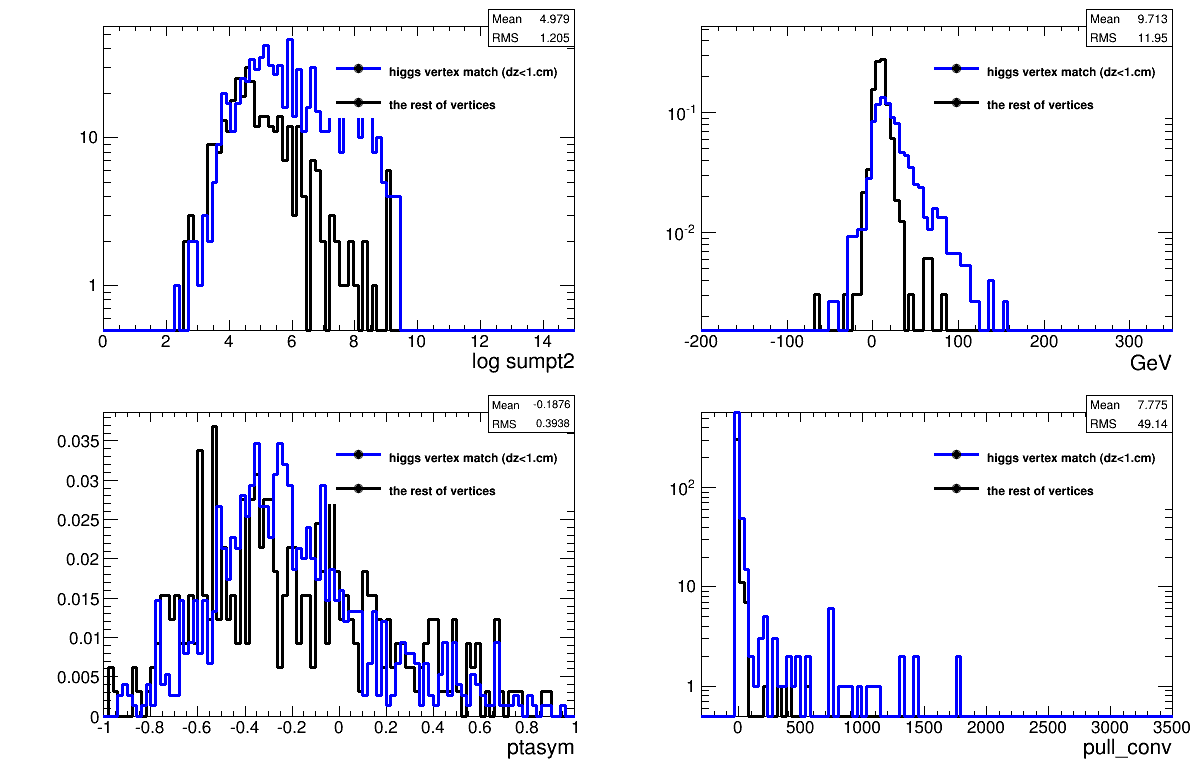 Mean 4.979
RMS 1.205
higgs vertex match (dz<1.cm)
the rest of vertices
10
1
0 2 4 6 8 10 12 14
log sumpt2
Mean 9.713
RMS 11.95
higgs vertex match (dz<1.cm)
the rest of vertices
10-1
10-2
-200 -100 0 100 200 300
GeV
Mean -0.1876
RMS 0.3938
higgs vertex match (dz<1.cm)
the rest of vertices
0.035
0.03
0.025
0.02
0.015
0.01
0.005
0
-1 -0.8 -0.6 -0.4 -0.2 0 0.2 0.4 0.6 0.8 1
ptasym
Mean 7.775
RMS 49.14
higgs vertex match (dz<1.cm)
the rest of vertices
102
10
1
0 500 1000 1500 2000 2500 3000 3500
pull_conv